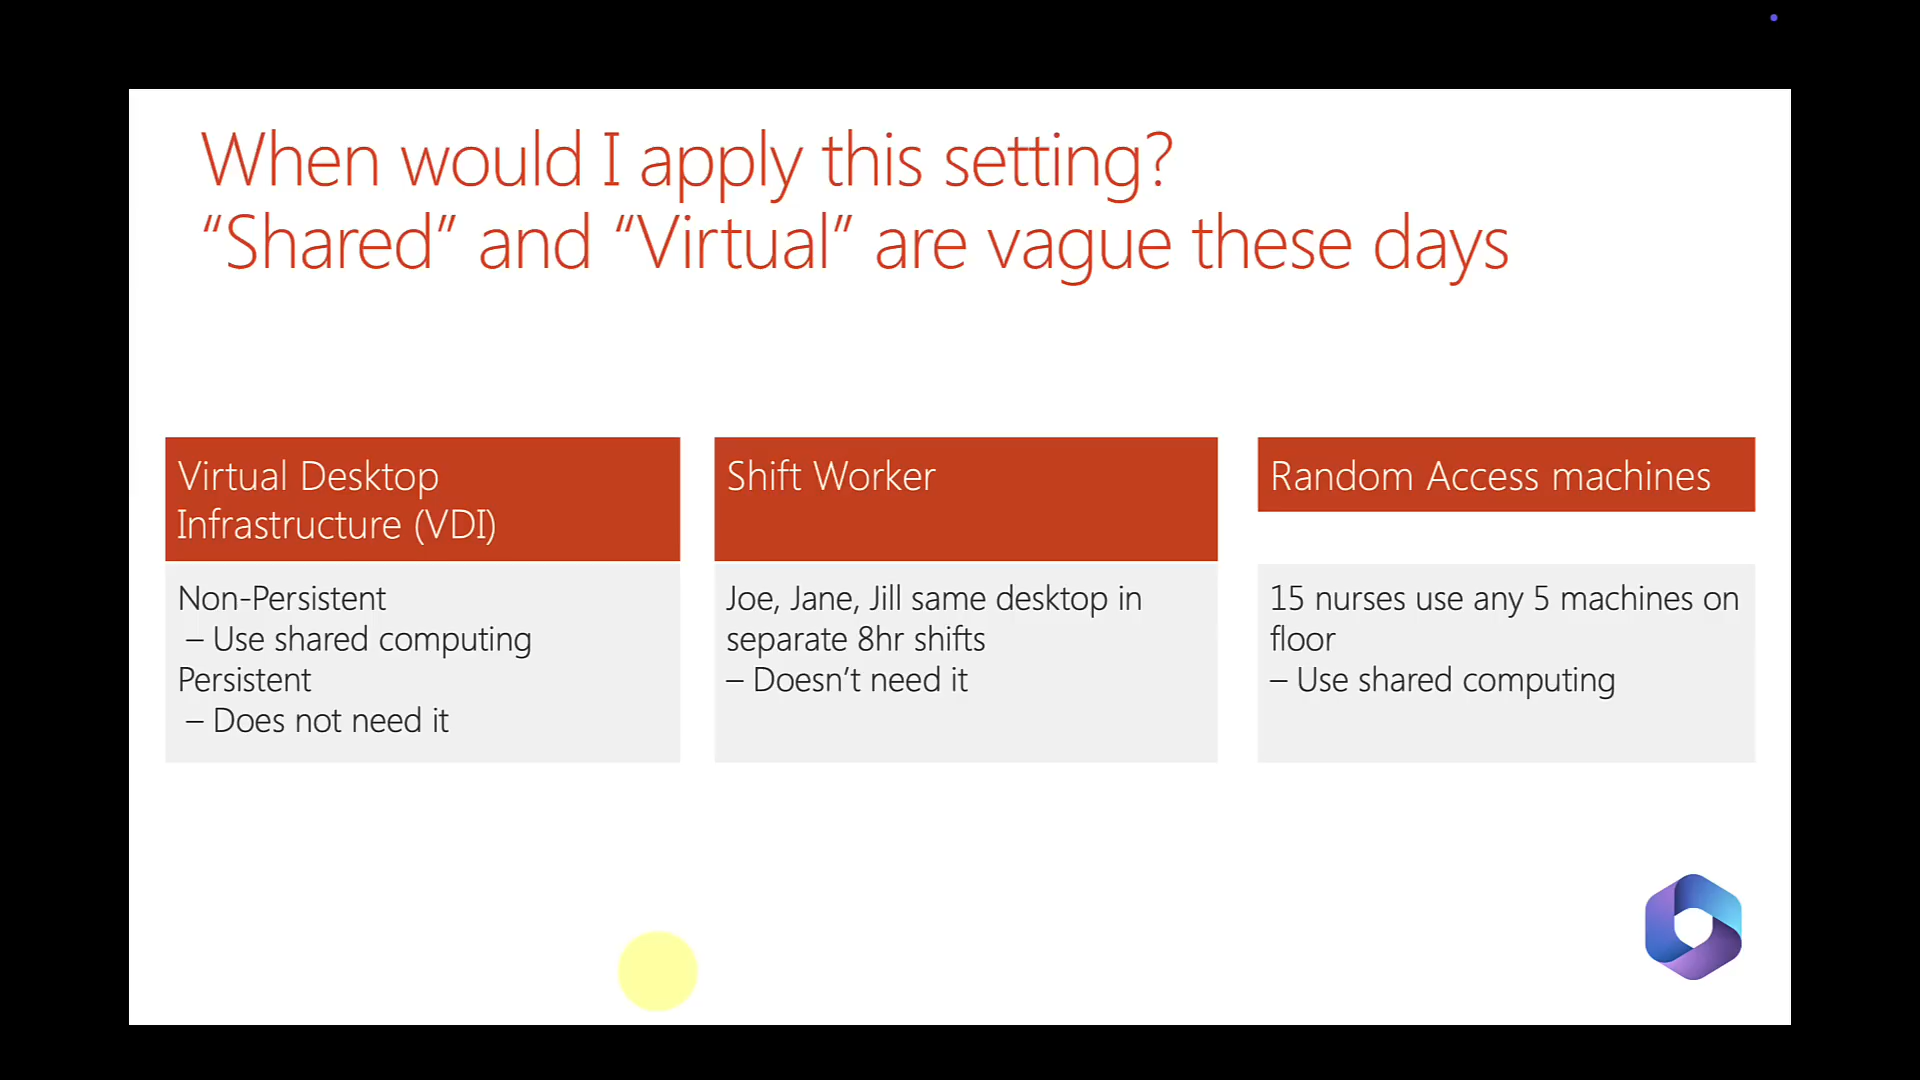 When would I apply this setting?
“Shared” and “Virtual” are vague these days
Virtual Desktop
Infrastructure (VDI)
Non-Persistent
– Use shared computing
Persistent
– Does not need it
Shift Worker
Joe, Jane, Jill same desktop in
separate 8hr shifts
– Doesn’t need it
Random Access machines
15 nurses use any 5 machines on
floor
– Use shared computing